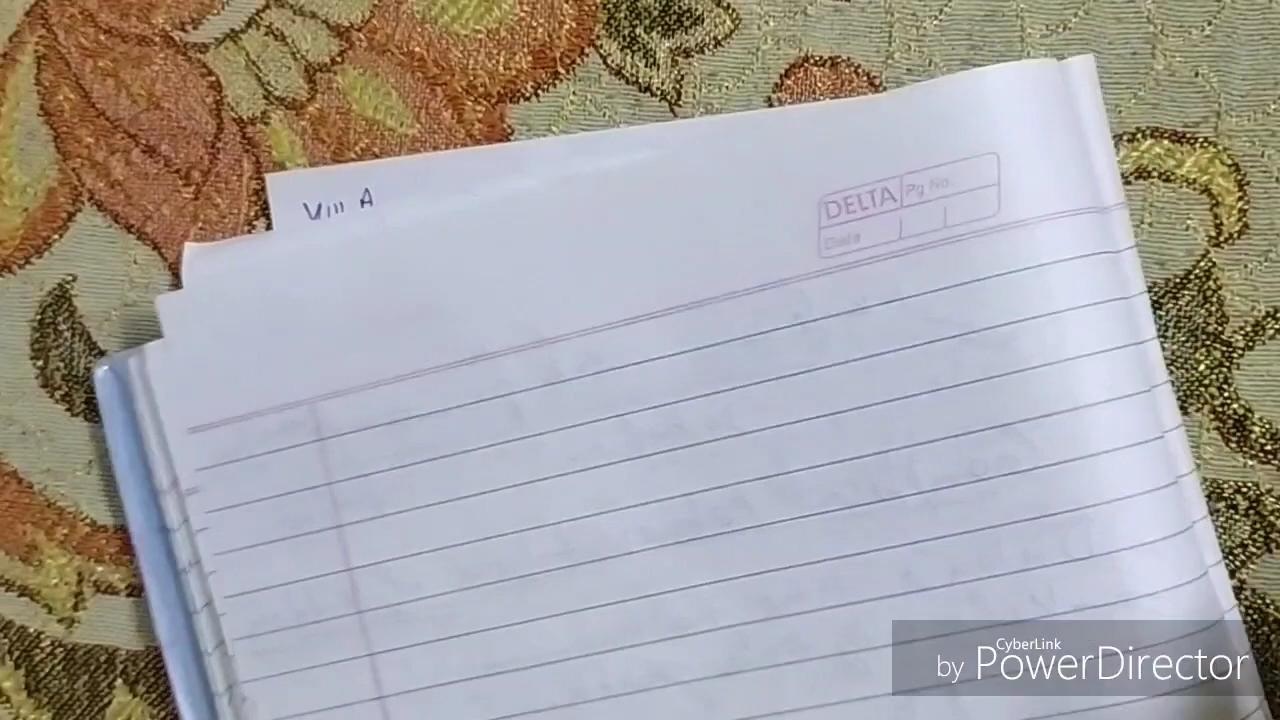 VIII A
DELTA Pg No.
Date
CyberLink
by PowerDirector